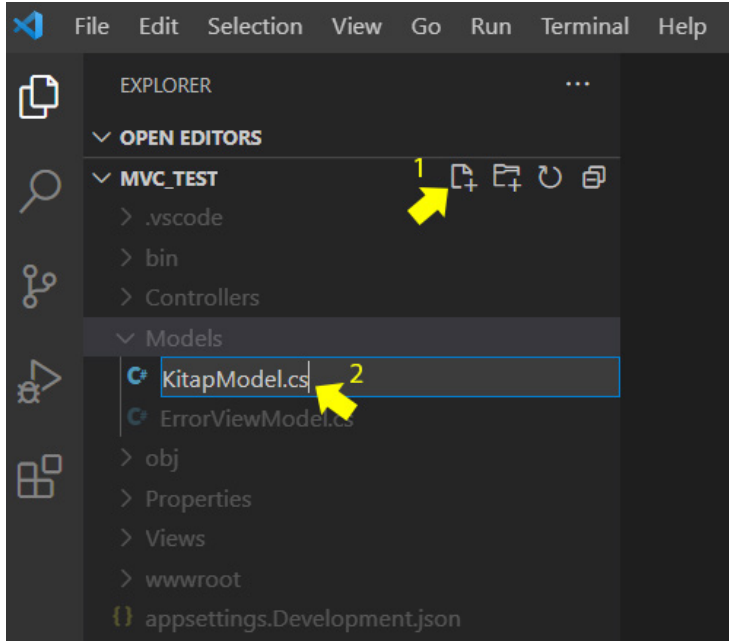 File Edit Selection View Go Run Terminal Help
EXPLORER
OPEN EDITORS
MVC_TEST 1
.vscode
bin
Controllers
Models
C# KitapModel.cs 2
C# ErrorViewModel.cs
obj
Properties
Views
wwwroot
{} appsettings.Development.json